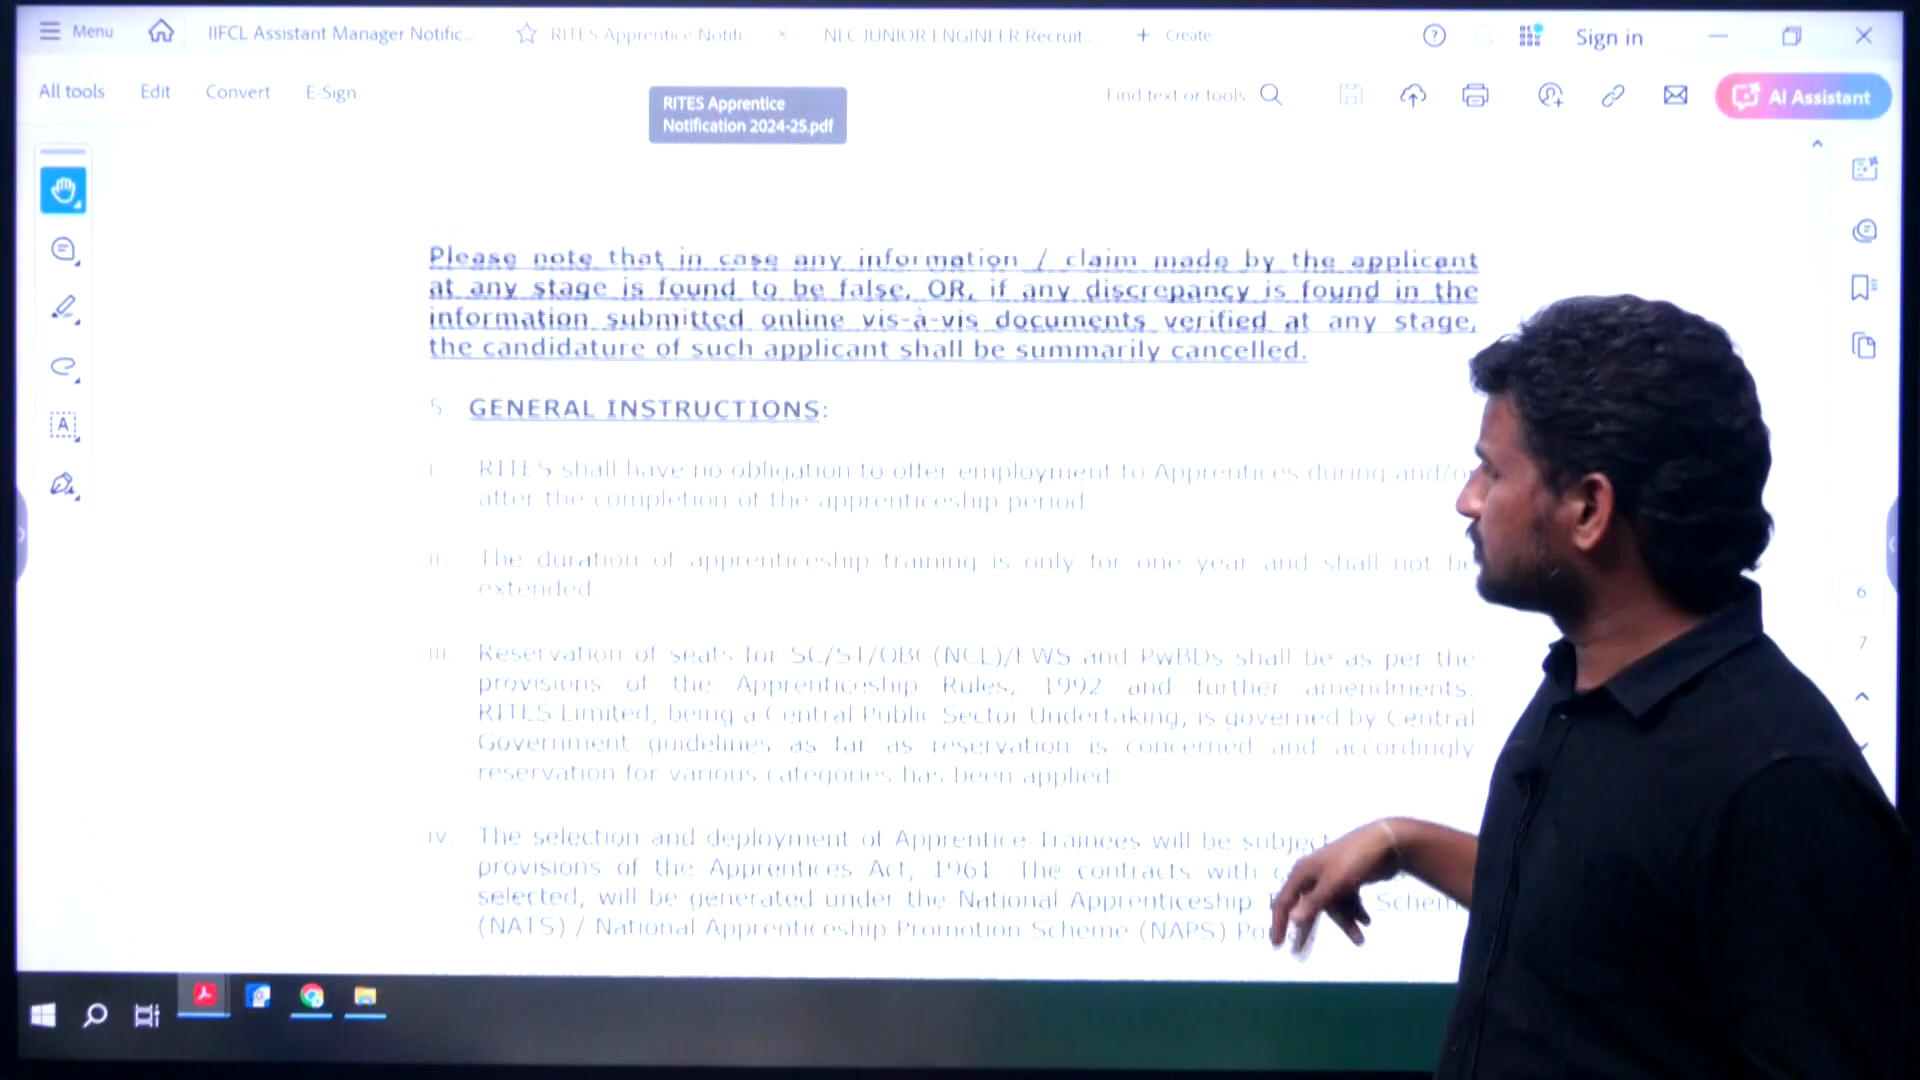 Menu
IIFCL Assistant Manager Notific...
RITES Apprentice Notifi
NLC JUNIOR ENGINEER Recruit...
Create
Sign in
All tools
Edit
Convert
E-Sign
RITES Apprentice
Notification 2024-25.pdf
Find text or tools
AI Assistant
Please note that in case any information / claim made by the applicant
at any stage is found to be false, OR, if any discrepancy is found in the
information submitted online vis-à-vis documents verified at any stage,
the candidature of such applicant shall be summarily cancelled.
5. GENERAL INSTRUCTIONS:
i. RITES shall have no obligation to offer employment to Apprentices during and/or
after the completion of the apprenticeship period
ii. The duration of apprenticeship training is only for one year and shall not be
extended
iii. Reservation of seats for SC/ST/OBC (NCL)/EWS and PwBDs shall be as per the
provisions of the Apprenticeship Rules, 1992 and further amendments.
RITES Limited, being a Central Public Sector Undertaking, is governed by Central
Government guidelines as far as reservation is concerned and accordingly
reservation for various categories has been applied.
iv. The selection and deployment of Apprentice Trainees will be subject
provisions of the Apprentices Act, 1961. The contracts with
selected, will be generated under the National Apprenticeship Scheme
(NATS) / National Apprenticeship Promotion Scheme (NAPS)
6
7